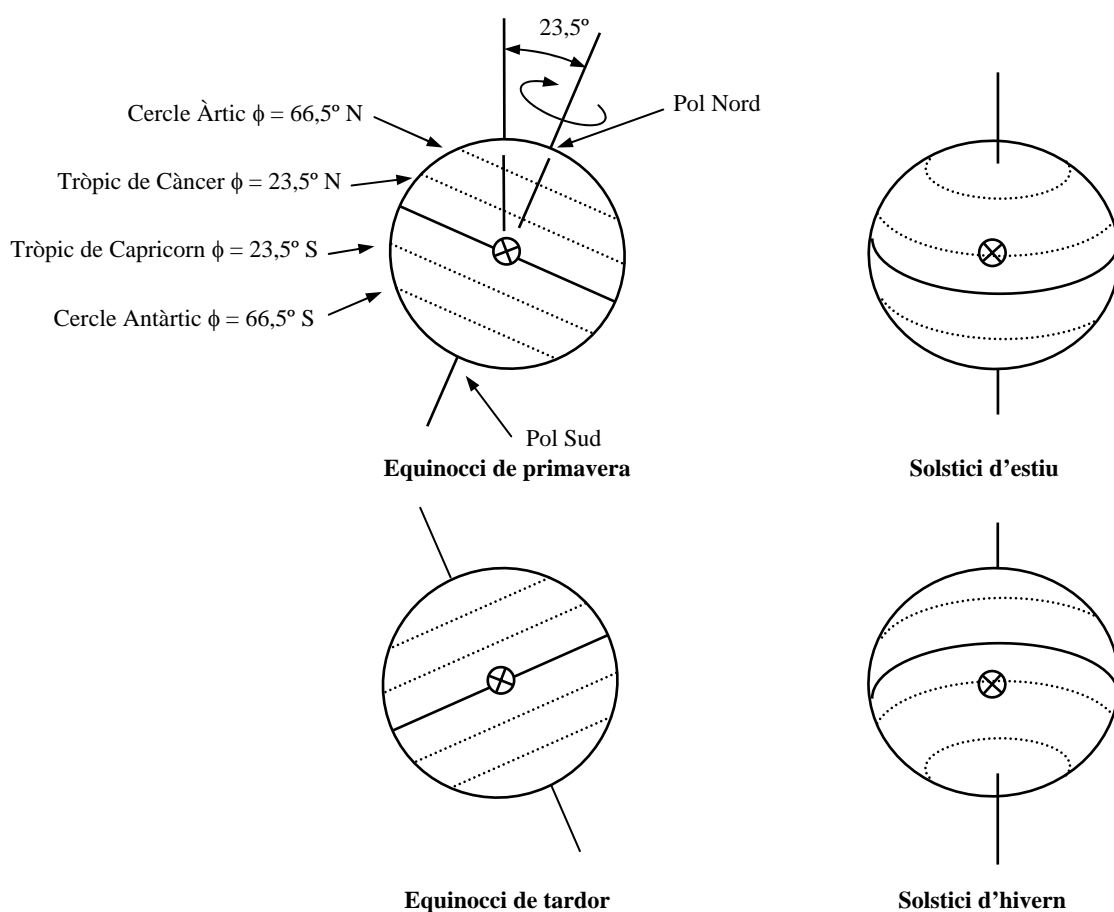 23,5º
Pol Nord
Cercle Àrtic ϕ = 66,5º N
Tròpic de Càncer ϕ = 23,5º N
Tròpic de Capricorn ϕ = 23,5º S
Cercle Antàrtic ϕ = 66,5º S
Pol Sud
Equinocci de primavera
Solstici d’estiu
Equinocci de tardor
Solstici d’hivern